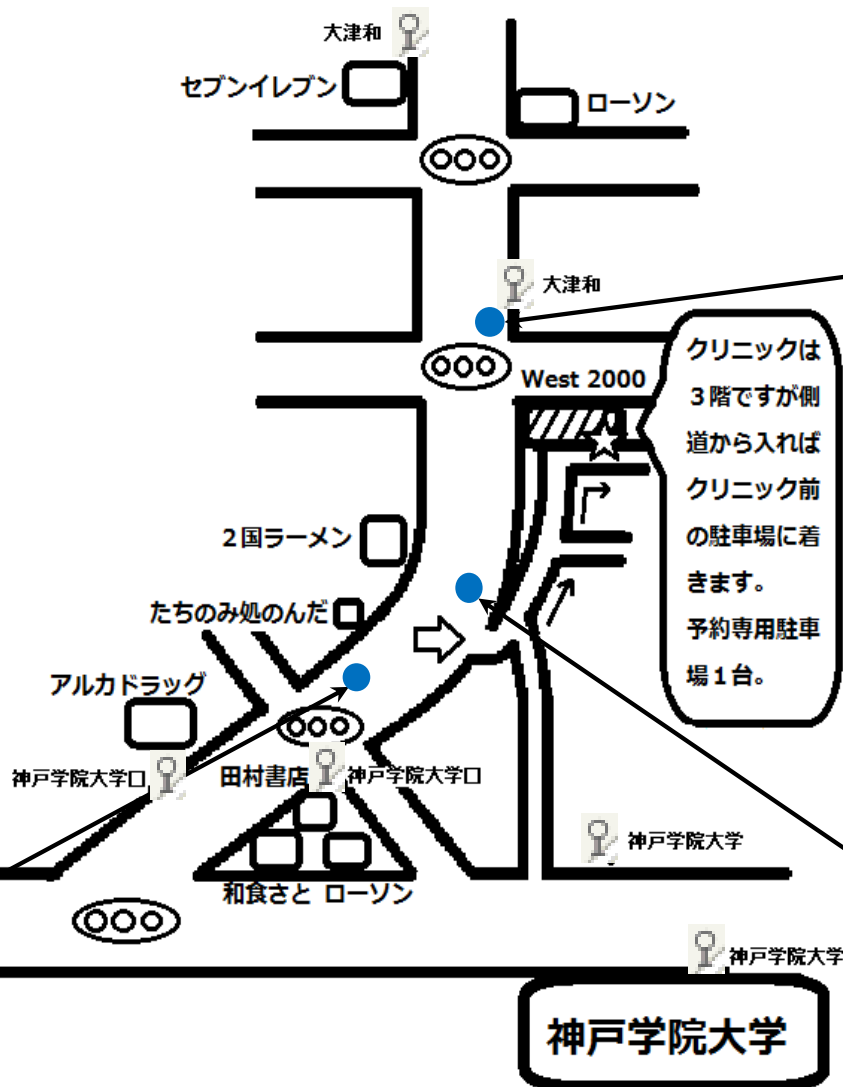 大津和
セブンイレブン
ローソン
大津和
West 2000
クリニックは
３階ですが側
道から入れば
クリニック前
の駐車場に着
きます。
予約専用駐車
場１台。
２国ラーメン
たちのみ処のんだ
アルカドラッグ
神戸学院大学口
田村書店
神戸学院大学口
神戸学院大学
和食さと ローソン
神戸学院大学
神戸学院大学